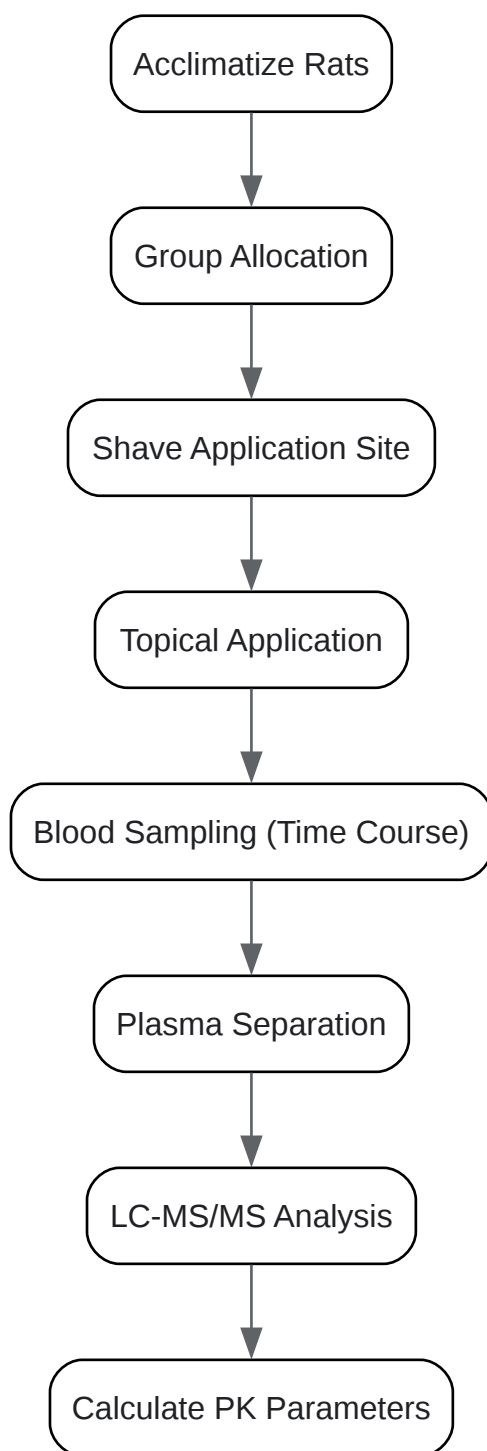 Acclimatize Rats
Group Allocation
Shave Application Site
Topical Application
Blood Sampling (Time Course)
Plasma Separation
LC-MS/MS Analysis
Calculate PK Parameters